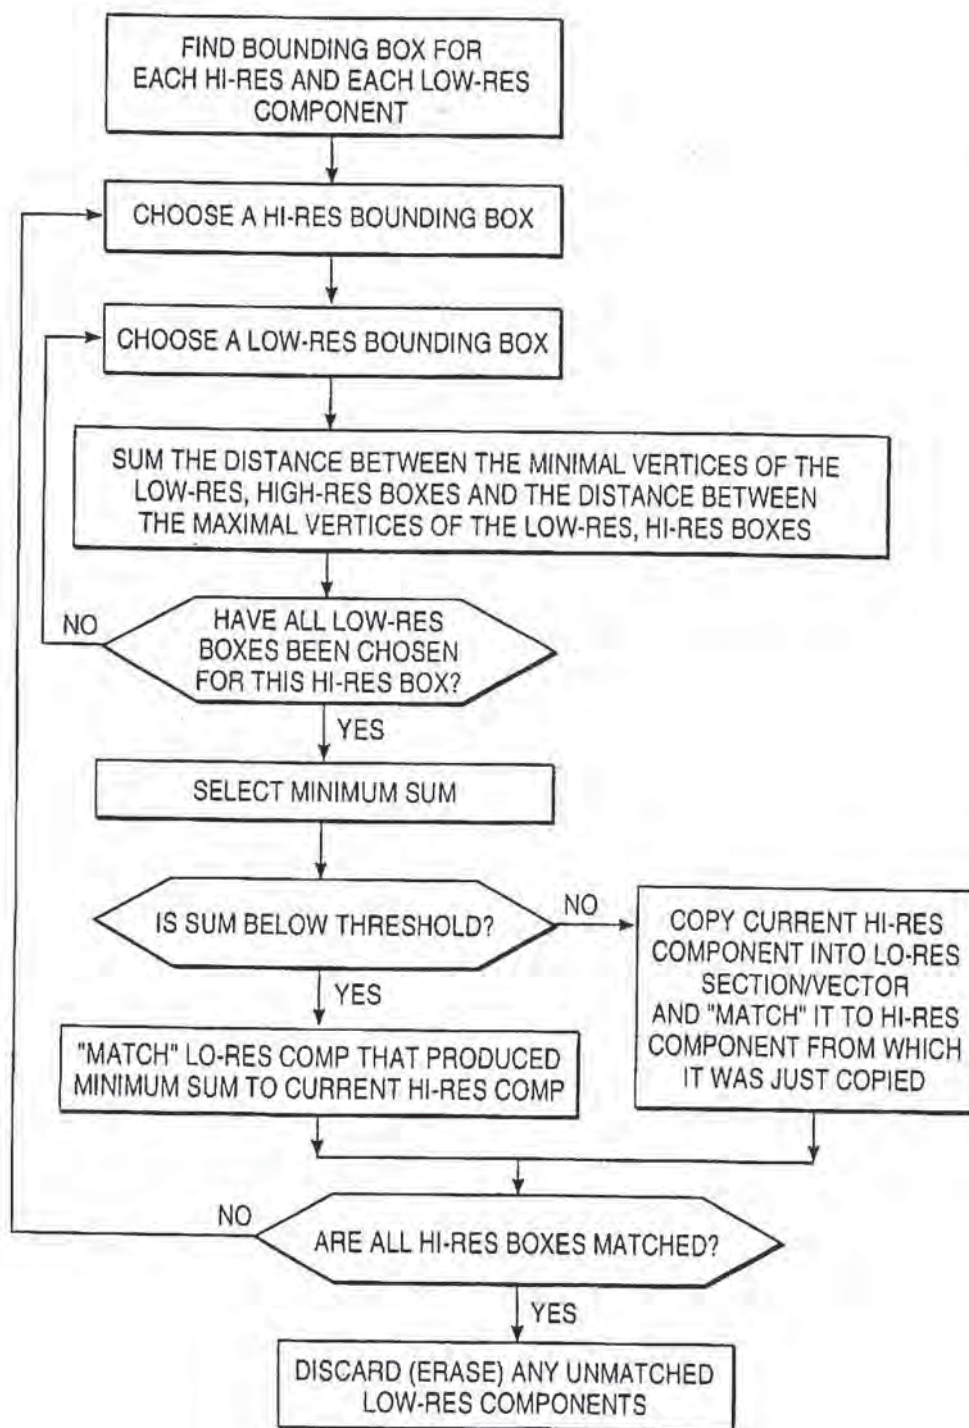 FIND BOUNDING BOX FOR
EACH HI-RES AND EACH LOW-RES
COMPONENT
CHOOSE A HI-RES BOUNDING BOX
CHOOSE A LOW-RES BOUNDING BOX
SUM THE DISTANCE BETWEEN THE MINIMAL VERTICES OF THE
LOW-RES, HIGH-RES BOXES AND THE DISTANCE BETWEEN
THE MAXIMAL VERTICES OF THE LOW-RES, HI-RES BOXES
NO
HAVE ALL LOW-RES
BOXES BEEN CHOSEN
FOR THIS HI-RES BOX?
YES
SELECT MINIMUM SUM
IS SUM BELOW THRESHOLD?
NO
YES
COPY CURRENT HI-RES
COMPONENT INTO LO-RES
SECTION/VECTOR
AND "MATCH" IT TO HI-RES
COMPONENT FROM WHICH
IT WAS JUST COPIED
"MATCH" LO-RES COMP THAT PRODUCED
MINIMUM SUM TO CURRENT HI-RES COMP
NO
ARE ALL HI-RES BOXES MATCHED?
YES
DISCARD (ERASE) ANY UNMATCHED
LOW-RES COMPONENTS